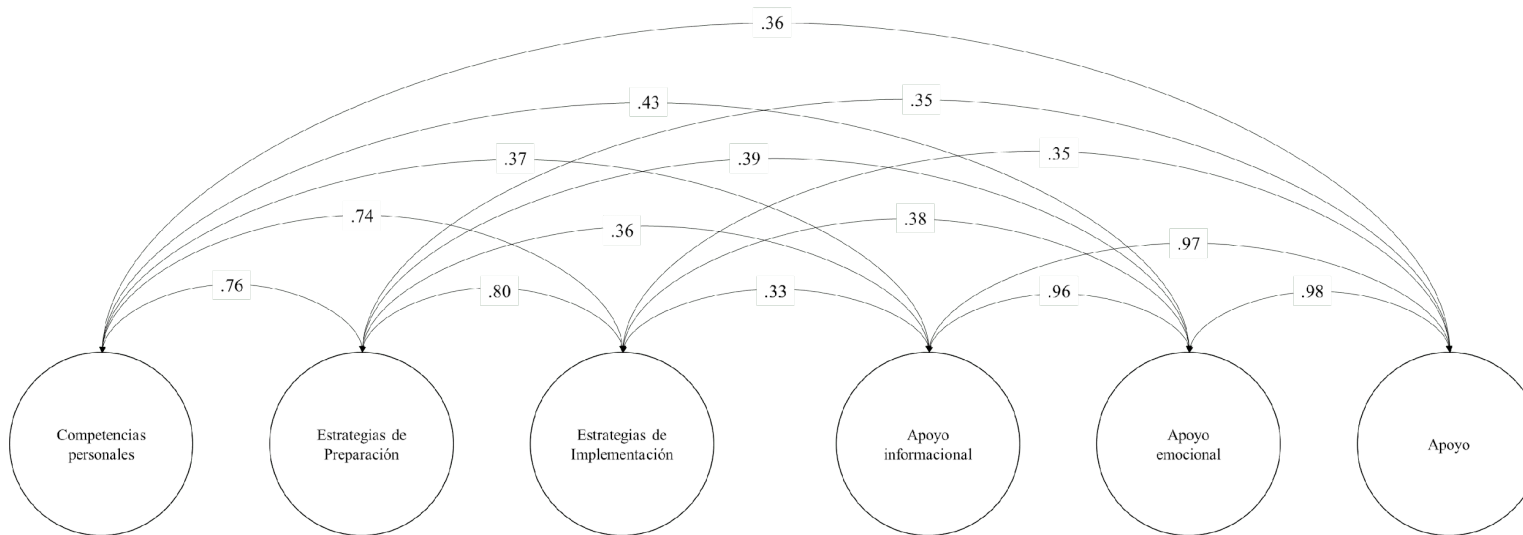 .36
.43
.35
.37
.39
.35
.74
.36
.38
.97
.76
.80
.33
.96
.98
Competencias
personales
Estrategias de
Preparación
Estrategias de
Implementación
Apoyo
informacional
Apoyo
emocional
Apoyo